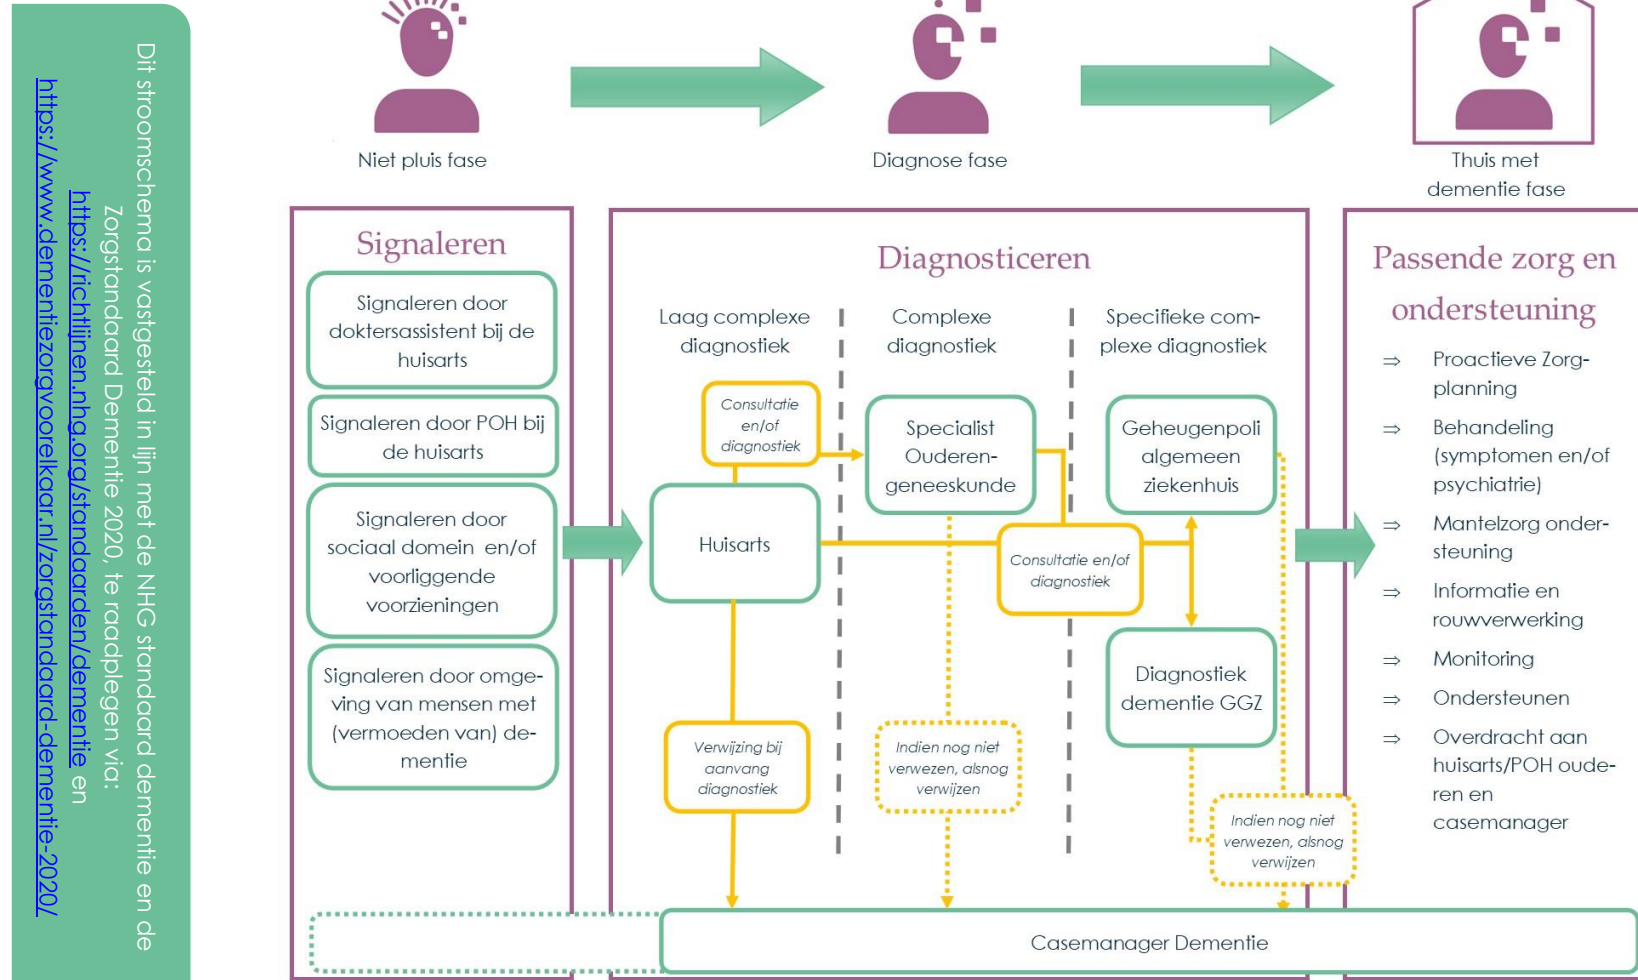 Dit stroomschema is vastgesteld in lijn met de NHG standaard dementie en de
Zorgstandaard Dementie 2020, te raadplegen via:
https://richtlijnen.nhg.org/standaarden/dementie en
https://www.dementiezorgvoorelkaar.nl/zorgstandaard-dementie-2020/
Niet pluis fase
Diagnose fase
Thuis met
dementie fase
Signaleren
Signaleren door
doktersassistent bij de
huisarts
Signaleren door POH bij
de huisarts
Signaleren door
sociaal domein en/of
voorliggende
voorzieningen
Signaleren door omge-
ving van mensen met
(vermoeden van) de-
mentie
Diagnosticeren
Laag complexe
diagnostiek
Complexe
diagnostiek
Specifieke com-
plexe diagnostiek
Consultatie
en/of
diagnostiek
Specialist
Ouderen-
geneeskunde
Geheugenpoli
algemeen
ziekenhuis
Huisarts
Consultatie en/of
diagnostiek
Diagnostiek
dementie GGZ
Verwijzing bij
aanvang
diagnostiek
Indien nog niet
verwezen, alsnog
verwijzen
Indien nog niet
verwezen, alsnog
verwijzen
Passende zorg en
ondersteuning
⇒ Proactieve Zorg-
planning
⇒ Behandeling
(symptomen en/of
psychiatrie)
⇒ Mantelzorg onder-
steuning
⇒ Informatie en
rouwverwerking
⇒ Monitoring
⇒ Ondersteunen
⇒ Overdracht aan
huisarts/POH oude-
ren en
casemanager
Casemanager Dementie